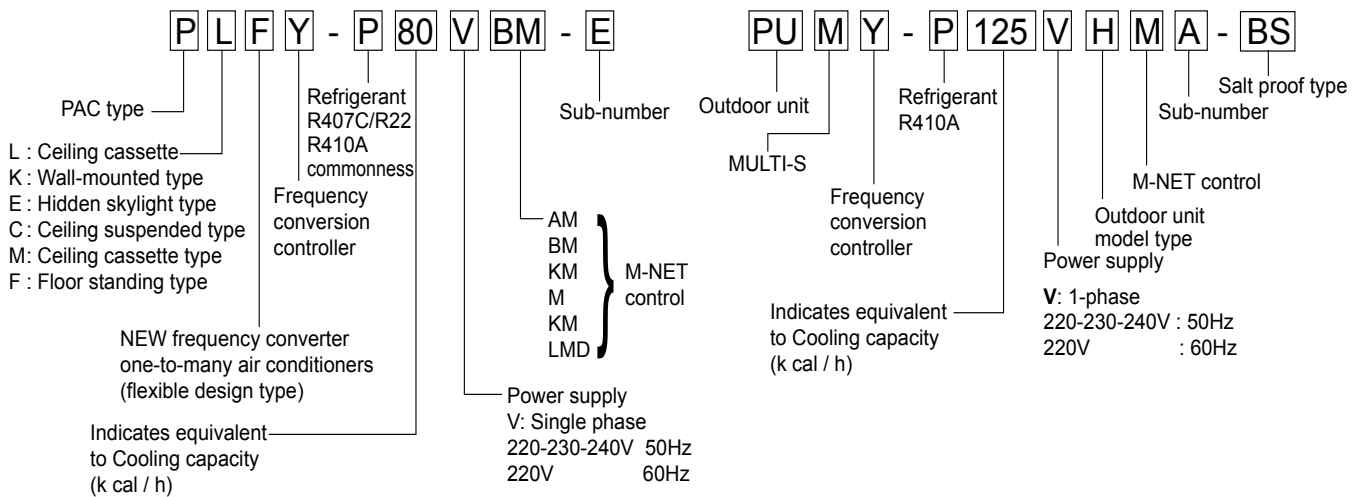 PLFY-P80VBM-E
PAC type
L : Ceiling cassette
K : Wall-mounted type
E : Hidden skylight type
C : Ceiling suspended type
M: Ceiling cassette type
F : Floor standing type
NEW frequency converter
one-to-many air conditioners
(flexible design type)
Indicates equivalent
to Cooling capacity
(k cal / h)
Refrigerant
R407C/R22
R410A
commonness
Frequency
conversion
controller
Sub-number
AM
BM
KM
M
KM
LMD
M-NET
control
Power supply
V: Single phase
220-230-240V 50Hz
220V 60Hz
PUMY-P125VHMA-BS
Outdoor unit
MULTI-S
Refrigerant
R410A
Frequency
conversion
controller
Indicates equivalent
to Cooling capacity
(k cal / h)
Salt proof type
Sub-number
M-NET control
Outdoor unit
model type
Power supply
V: 1-phase
220-230-240V : 50Hz
220V : 60Hz